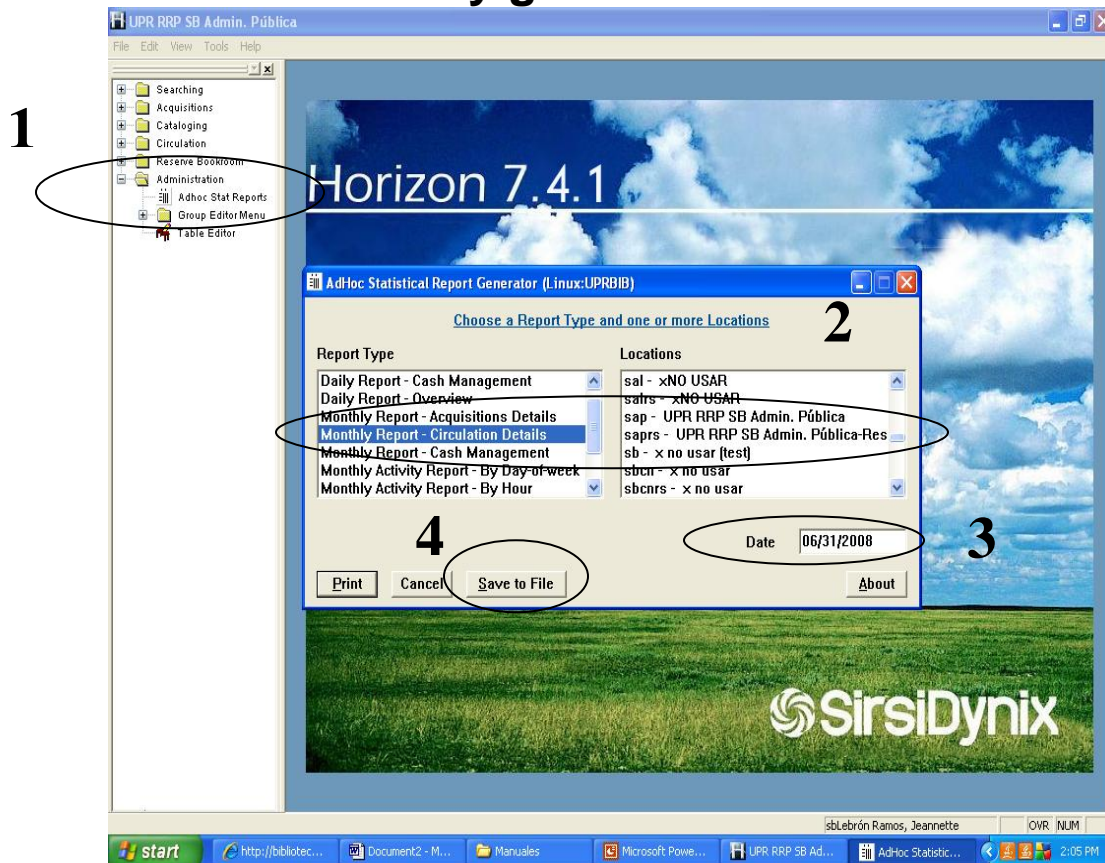 UPR RRP SB Admin. Pública
File Edit View Tools Help
Searching
Acquisitions
Cataloging
Circulation
Reserve Bookroom
Administration
Adhoc Stat Reports
Group Editor Menu
Table Editor
1
Horizon 7.4.1
AdHoc Statistical Report Generator (Linux:UPRBIB)
Choose a Report Type and one or more Locations
2
Report Type
Daily Report - Cash Management
Daily Report - Overview
Monthly Report - Acquisitions Details
Monthly Report - Circulation Details
Monthly Report - Cash Management
Monthly Activity Report - By Day-of-week
Monthly Activity Report - By Hour
Locations
sal - xNO USAR
salrs - xNO USAR
sap - UPR RRP SB Admin. Pública
saprs - UPR RRP SB Admin. Pública-Res
sb - x no usar (test)
sbcn - x no usar
sbcnrs - x no usar
Date 06/31/2008
3
4
Print Cancel Save to File About
SirsiDynix
sbLebrón Ramos, Jeannette OVR NUM
start http://bibliotec... Document2 - M... Manuales Microsoft Powe... UPR RRP SB Ad... AdHoc Statistic... 2:05 PM